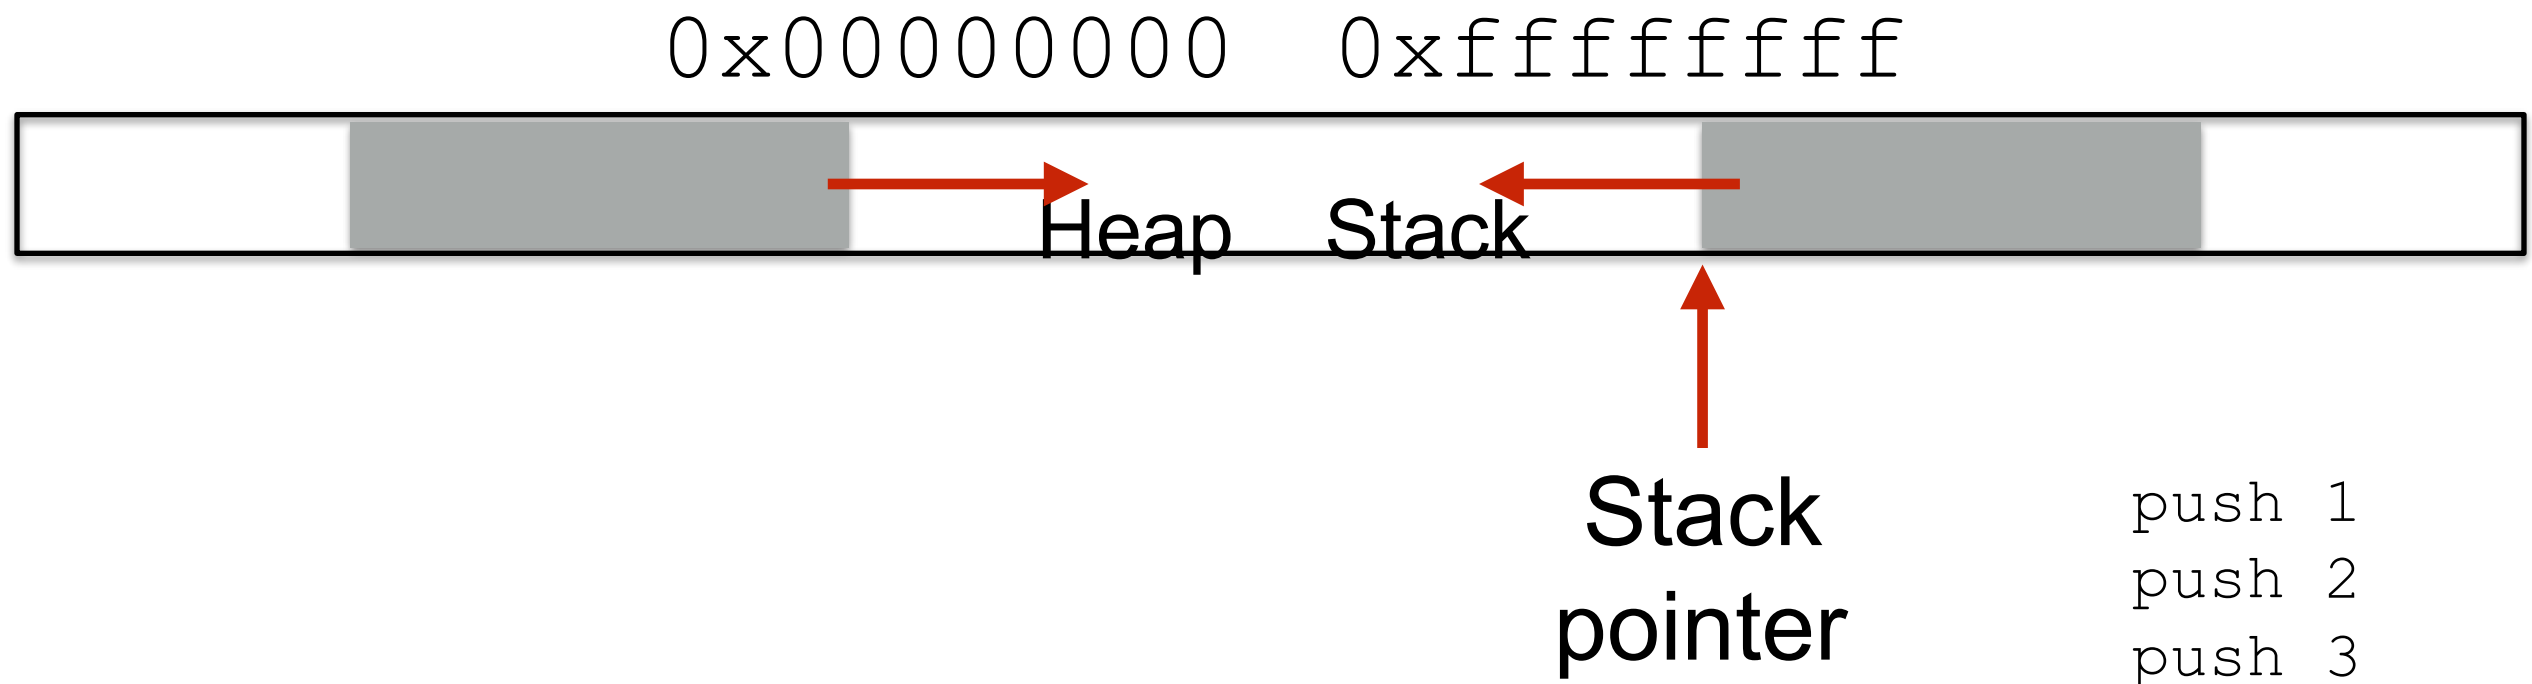 0x00000000 0xffffffff
Heap Stack
Stack
pointer
push 1
push 2
push 3